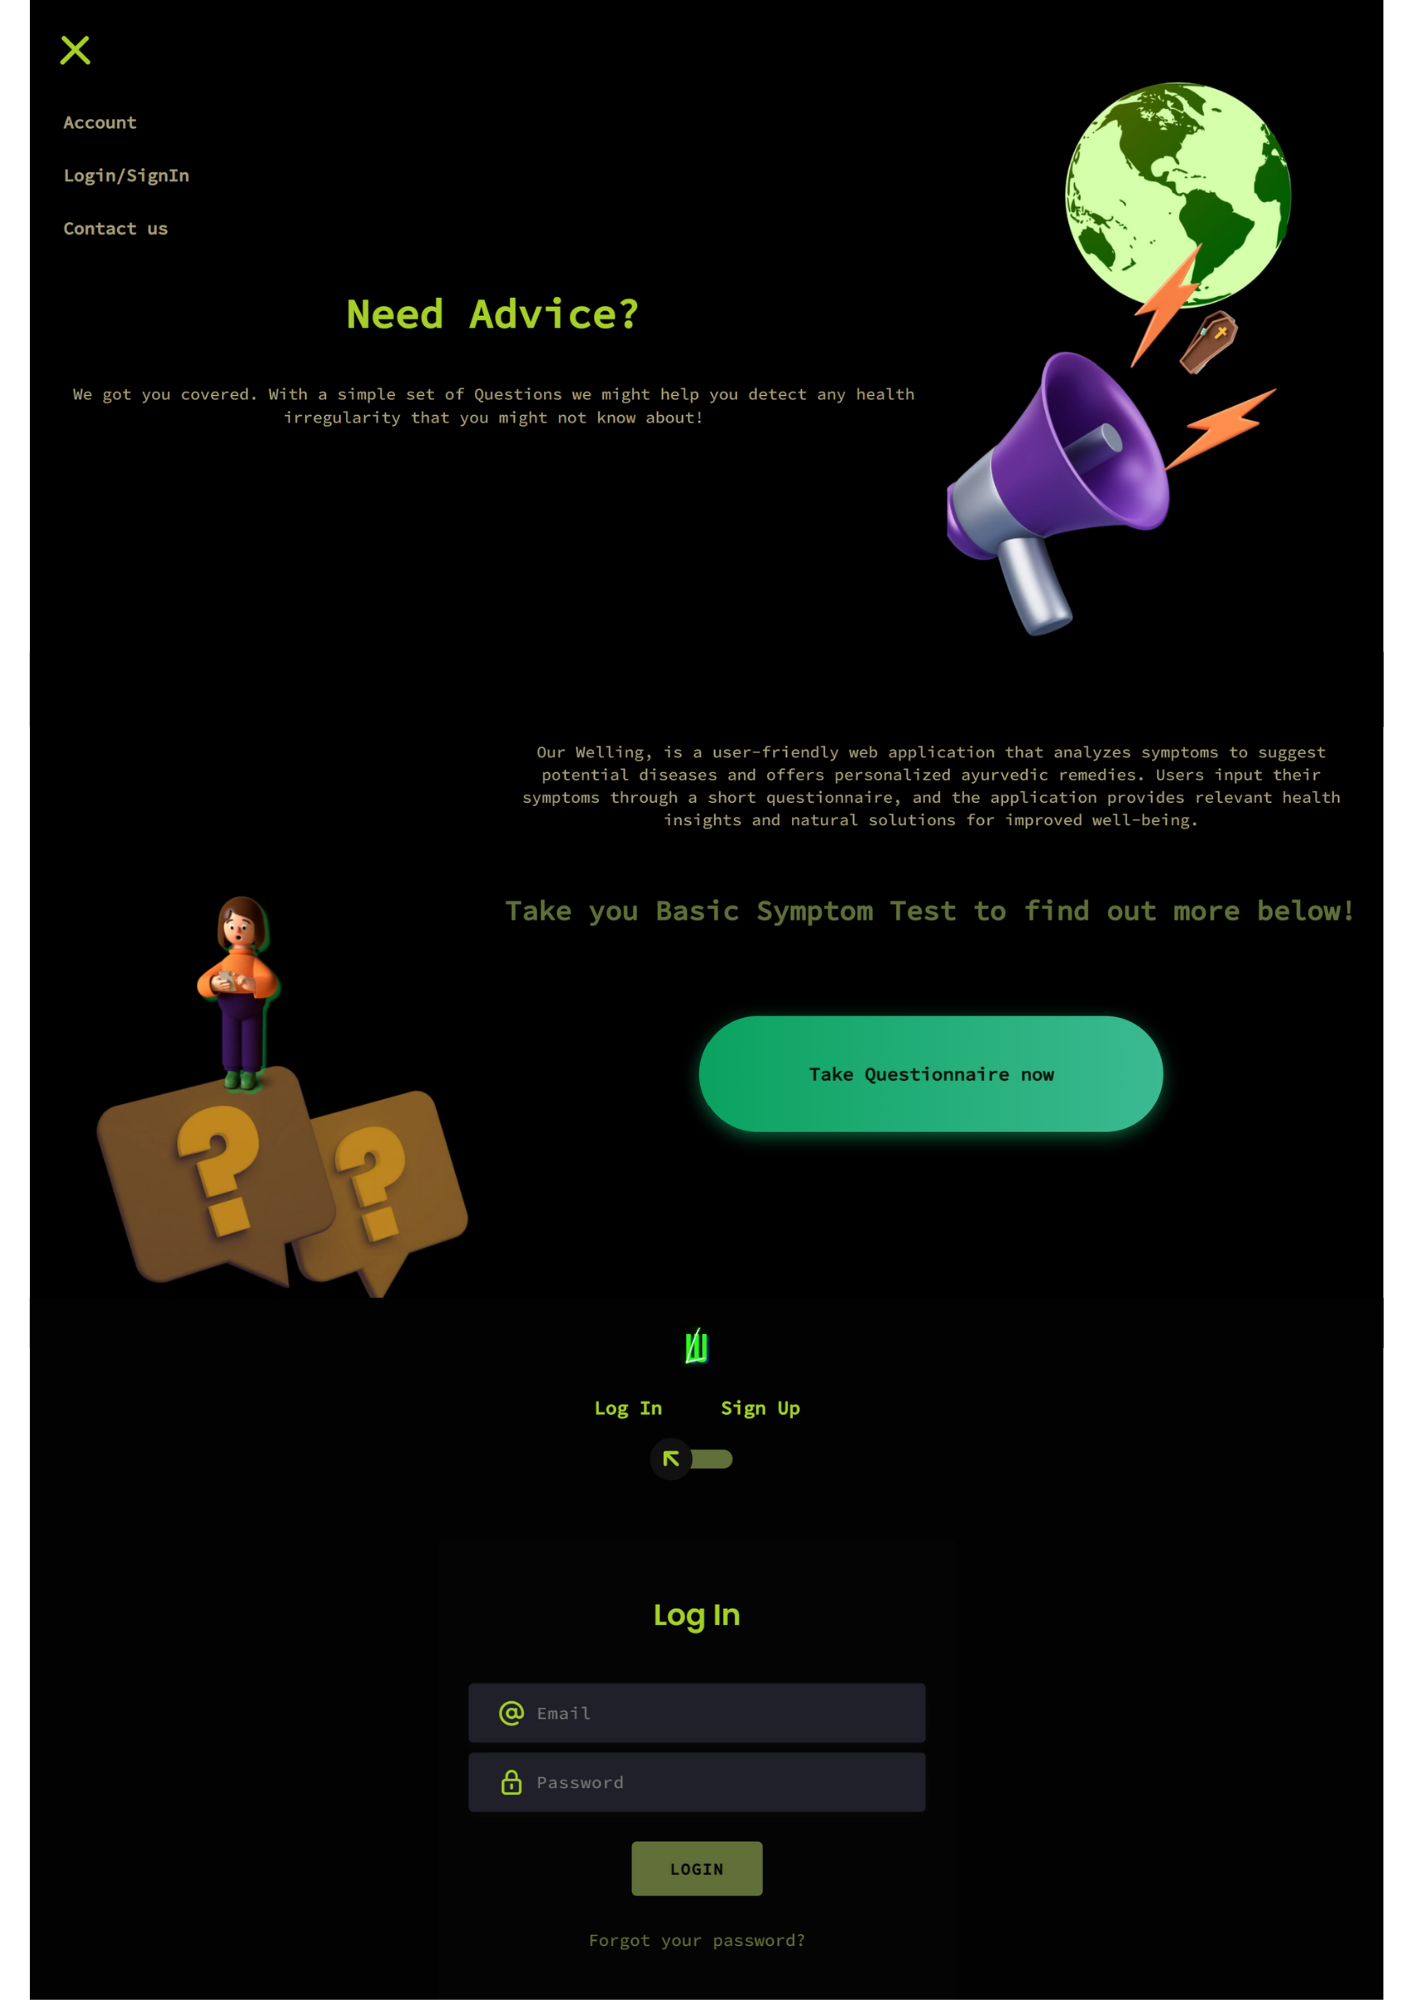 Account
Login/SignIn
Contact us
Need Advice?
We got you covered. With a simple set of Questions we might help you detect any health
irregularity that you might not know about!
Our Welling, is a user-friendly web application that analyzes symptoms to suggest
potential diseases and offers personalized ayurvedic remedies. Users input their
symptoms through a short questionnaire, and the application provides relevant health
insights and natural solutions for improved well-being.
Take you Basic Symptom Test to find out more below!
Take Questionnaire now
? ?
Log In Sign Up
Log In
Email
Password
LOGIN
Forgot your password?